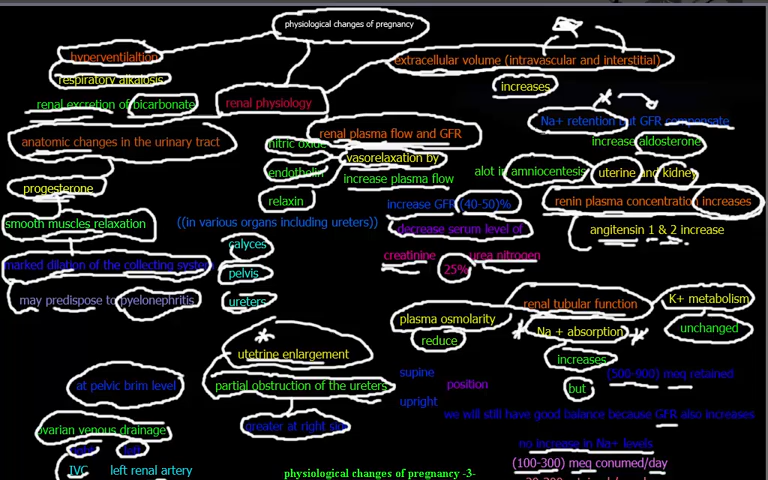 physiological changes of pregnancy
hyperventilaltion
respiratory alkalosis
renal excretion of bicarbonate
anatomic changes in the urinary tract
progesterone
smooth muscles relaxation
marked dilation of the collecting system
may predispose to pyelonephritis
renal physiology
renal plasma flow and GFR
nitric oxide
endothelin
relaxin
vasorelaxation by
increase plasma flow
((in various organs including ureters))
calyces
pelvis
ureters
increase GFR (40-50)%
decrease serum level of
creatinine
urea nitrogen
25%
extracellular volume (intravascular and interstitial)
increases
Na+ retention but GFR compensate
increase aldosterone
alot in amniocentesis
uterine and kidney
renin plasma concentration increases
angitensin 1 & 2 increase
renal tubular function
K+ metabolism
unchanged
plasma osmolarity
reduce
Na + absorption
increases
but
(500-900) meq retained
we will still have good balance because GFR also increases
no increase in Na+ levels
(100-300) meq conumed/day
supine
upright
position
utetrine enlargement
partial obstruction of the ureters
greater at right side
at pelvic brim level
ovarian venous drainage
IVC
left renal artery
physiological changes of pregnancy -3-